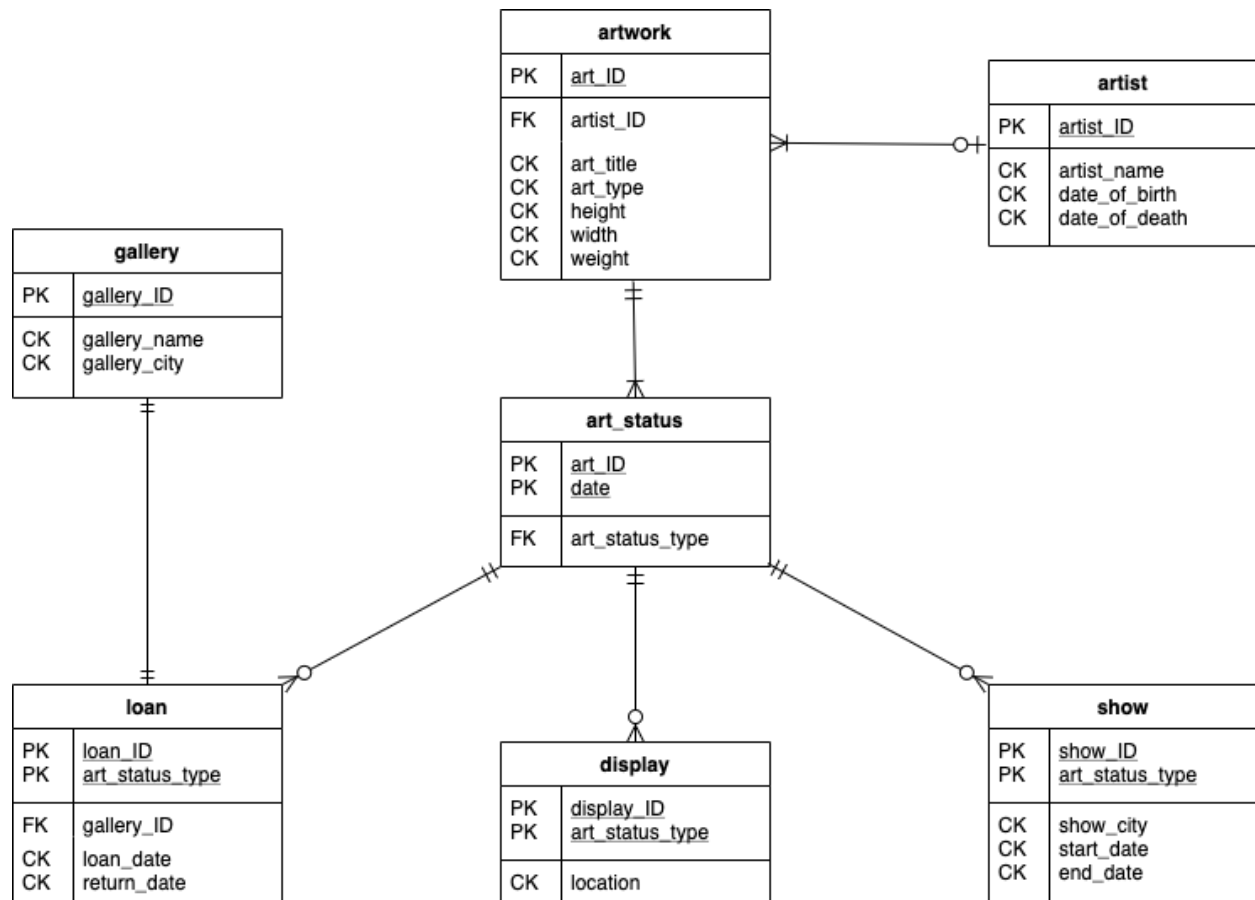 artwork
PK art_ID
FK artist_ID
CK art_title
CK art_type
CK height
CK width
CK weight
artist
PK artist_ID
CK artist_name
CK date_of_birth
CK date_of_death
gallery
PK gallery_ID
CK gallery_name
CK gallery_city
art_status
PK art_ID
PK date
FK art_status_type
loan
PK loan_ID
PK art_status_type
FK gallery_ID
CK loan_date
CK return_date
display
PK display_ID
PK art_status_type
CK location
show
PK show_ID
PK art_status_type
CK show_city
CK start_date
CK end_date